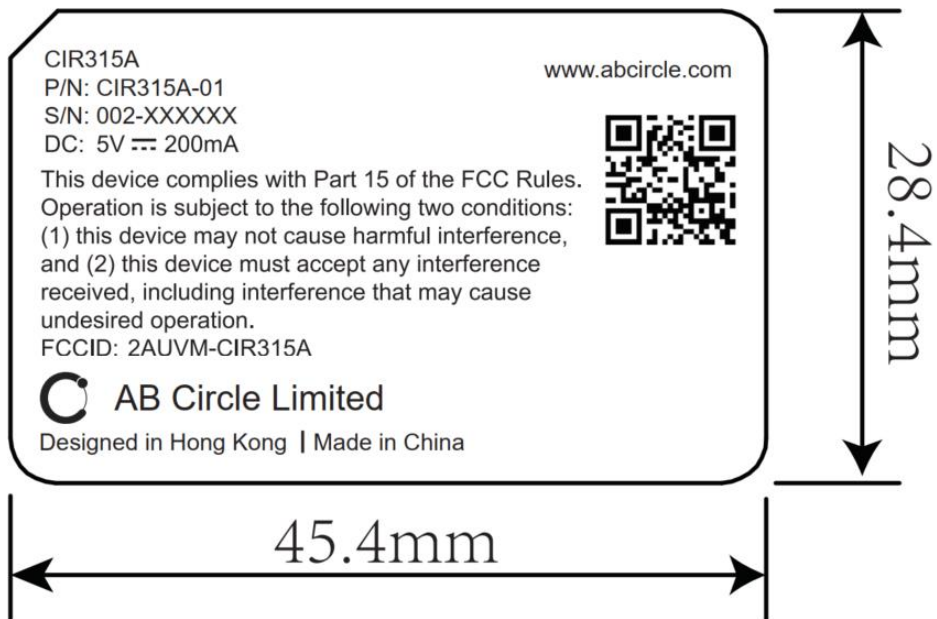 CIR315A
P/N: CIR315A-01
S/N: 002-XXXXXX
DC: 5V ⎓ 200mA
www.abcircle.com
This device complies with Part 15 of the FCC Rules.
Operation is subject to the following two conditions:
(1) this device may not cause harmful interference,
and (2) this device must accept any interference
received, including interference that may cause
undesired operation.
FCCID: 2AUVM-CIR315A
AB Circle Limited
Designed in Hong Kong | Made in China
28.4mm
45.4mm